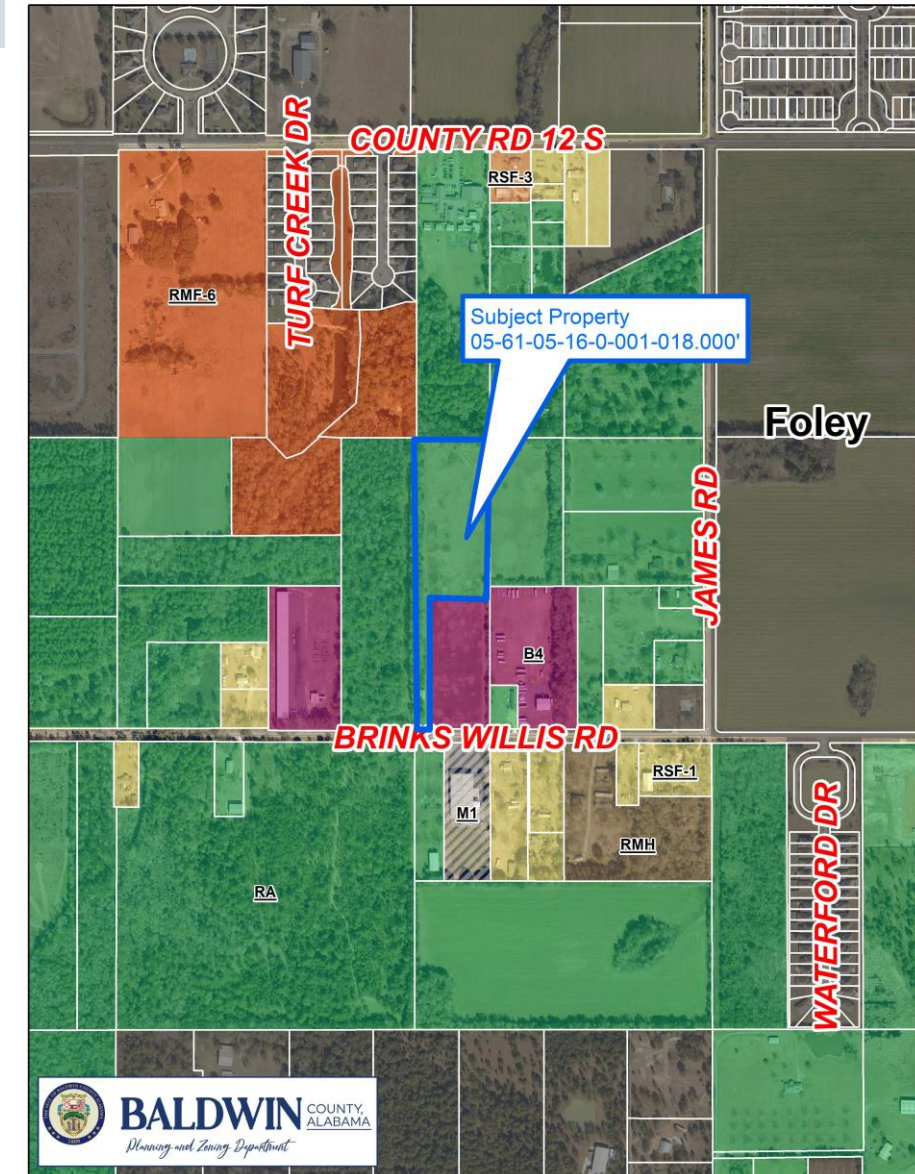 COUNTY RD 12 S
RSF-3
TURF CREEK DR
RMF-6
Subject Property
05-61-05-16-0-001-018.000'
Foley
JAMES RD
B4
BRINKS WILLIS RD
M1
RSF-1
RMH
RA
WATERFORD DR
BALDWIN COUNTY, ALABAMA
Planning and Zoning Department